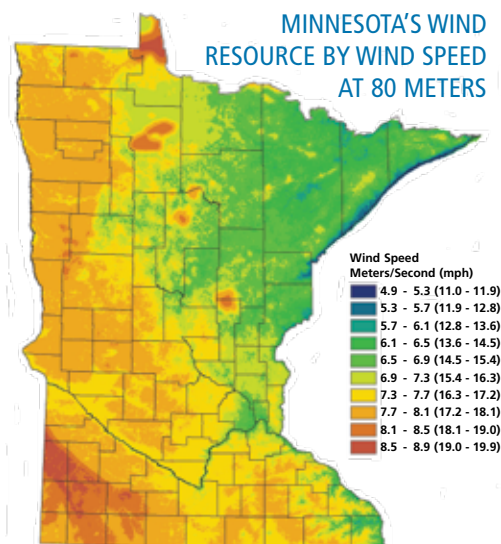 MINNESOTA'S WIND
RESOURCE BY WIND SPEED
AT 80 METERS
Wind Speed
Meters/Second (mph)
4.9 - 5.3 (11.0 - 11.9)
5.3 - 5.7 (11.9 - 12.8)
5.7 - 6.1 (12.8 - 13.6)
6.1 - 6.5 (13.6 - 14.5)
6.5 - 6.9 (14.5 - 15.4)
6.9 - 7.3 (15.4 - 16.3)
7.3 - 7.7 (16.3 - 17.2)
7.7 - 8.1 (17.2 - 18.1)
8.1 - 8.5 (18.1 - 19.0)
8.5 - 8.9 (19.0 - 19.9)